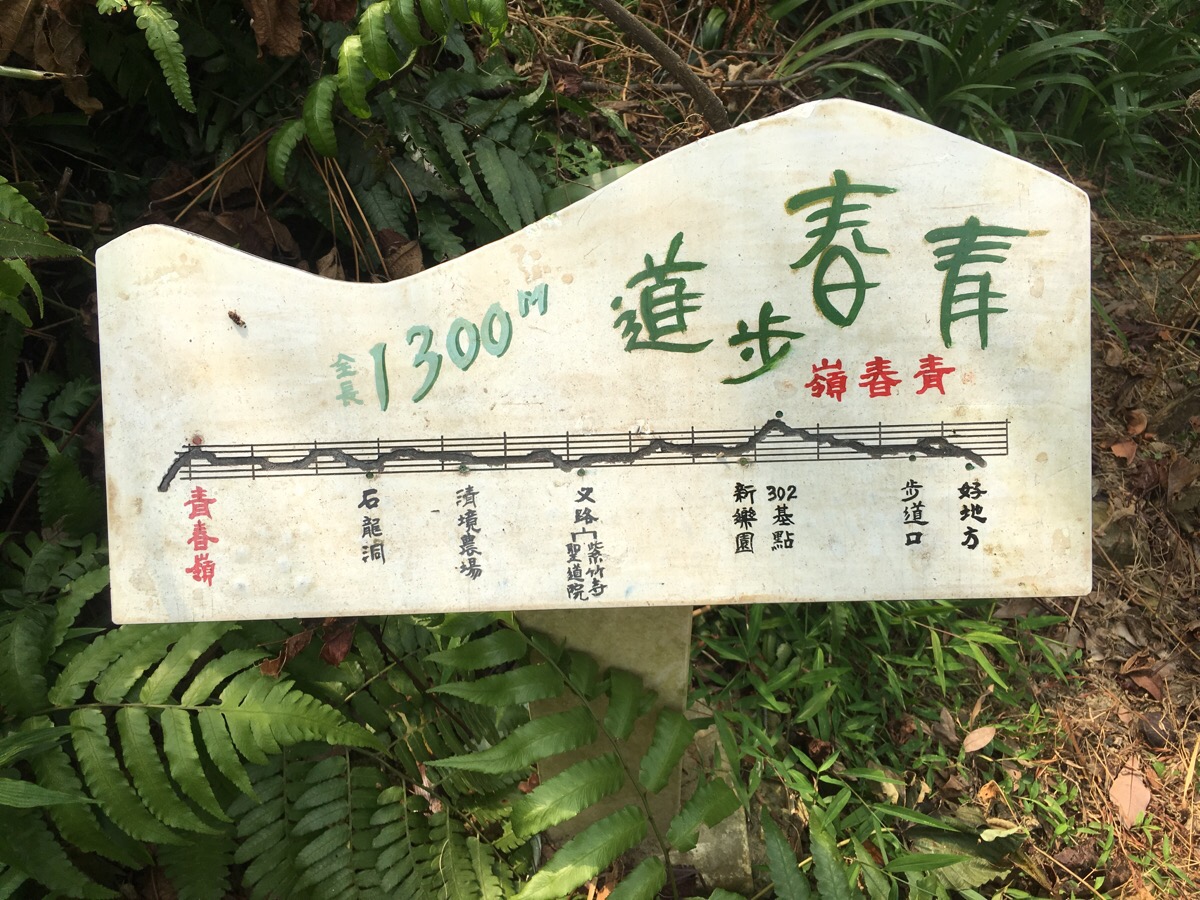 青春步道
全長1300M
青春嶺
好地方
步道口
302基點
新樂園
叉路
紫竹寺
聖道院
清境農場
石龍洞
青春嶺